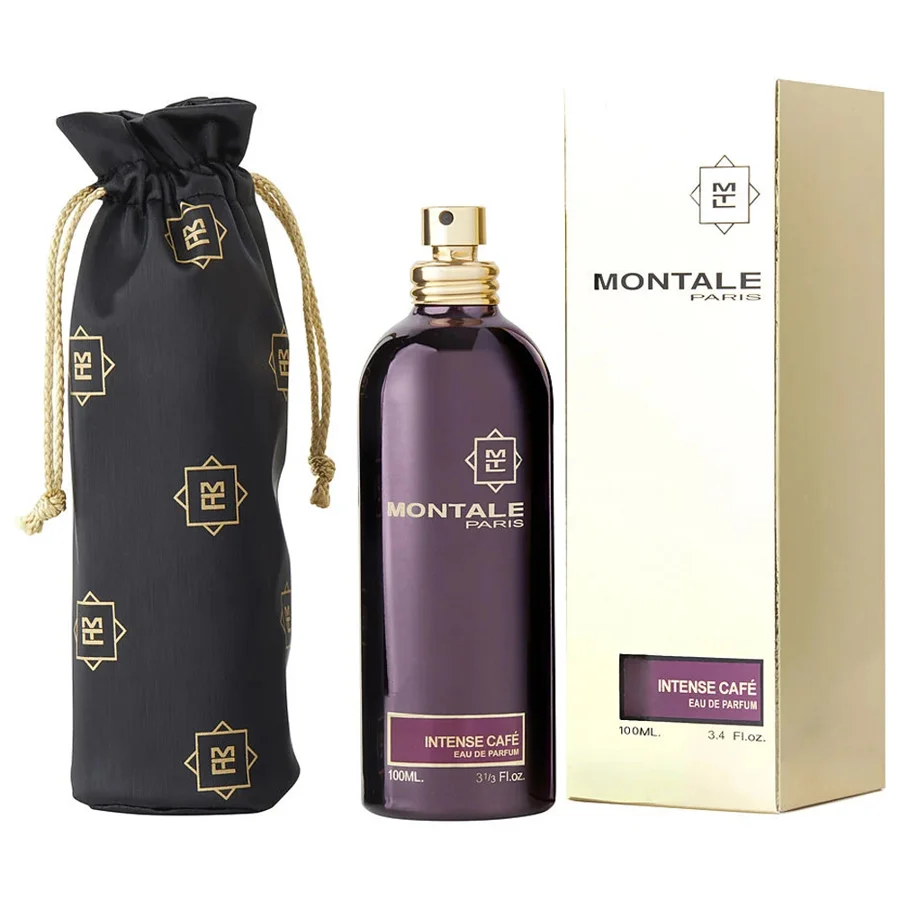 MONTALE
PARIS
INTENSE CAFÉ
EAU DE PARFUM
100ML. 3 1/3 Fl.oz.
MONTALE
PARIS
INTENSE CAFÉ
EAU DE PARFUM
100ML. 3.4 Fl.oz.